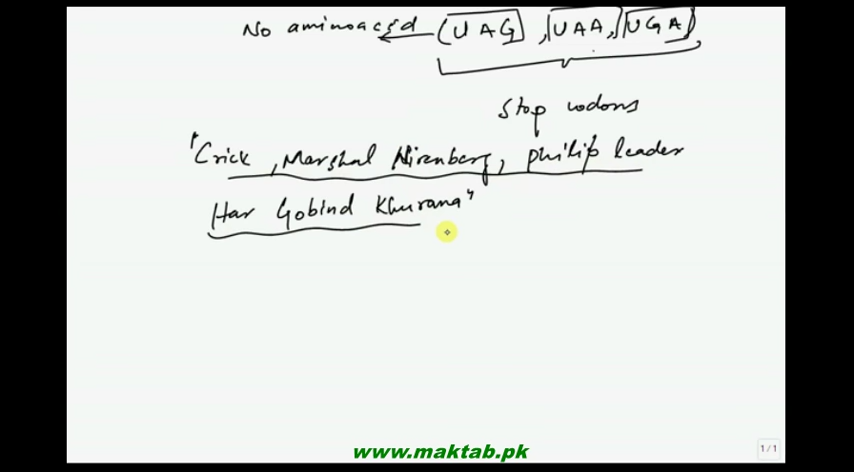 No aminoacid ← (UAG), UAA, UGA)
Stop codons
"Crick, Marshal Nirenberg, Philip leader
Har Gobind Khurana"
1/1
www.maktab.pk